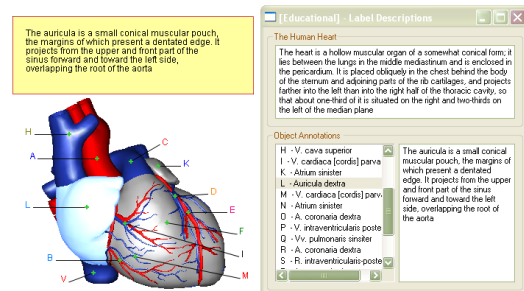 The auricula is a small conical muscular pouch,
the margins of which present a dentated edge. It
projects from the upper and front part of the
sinus forward and toward the left side,
overlapping the root of the aorta
H
A
L
B
V
C
K
D
E
F
I
M
[Educational] - Label Descriptions
The Human Heart
The heart is a hollow muscular organ of a somewhat conical form; it
lies between the lungs in the middle mediastinum and is enclosed in
the pericardium. It is placed obliquely in the chest behind the body
of the sternum and adjoining parts of the rib cartilages, and projects
farther into the left than into the right half of the thoracic cavity, so
that about one-third of it is situated on the right and two-thirds on
the left of the median plane
Object Annotations
H - V. cava superior
I - V. cardiaca [cordis] parva
K - Atrium sinister
L - Auricula dextra
M - V. cardiaca [cordis] parv
N - Atrium sinister
O - A. coronaria dextra
P - V. intraventricularis poste
Q - Vv. pulmonaris sinsiter
R - A. coronaria dextra
S - R. intraventricularis-poste
The auricula is a small conical
muscular pouch, the margins of
which present a dentated edge. It
projects from the upper and front
part of the sinus forward and
toward the left side,
overlapping the root of
the aorta